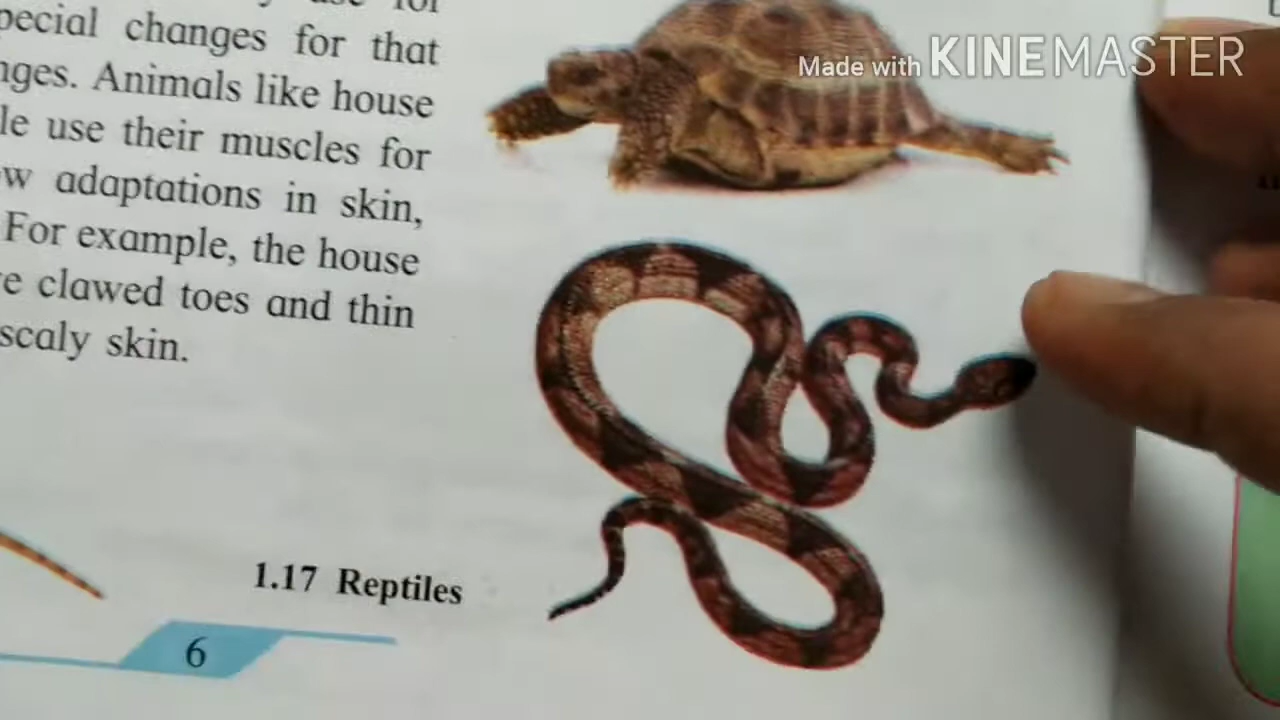 pecial changes for that
nges. Animals like house
le use their muscles for
w adaptations in skin,
For example, the house
e clawed toes and thin
scaly skin.
1.17 Reptiles
6
Made with KINEMASTER